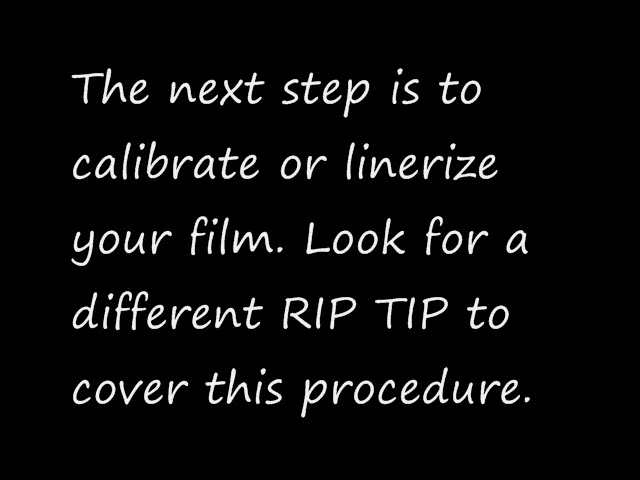 The next step is to
calibrate or linerize
your film. Look for a
different RIP TIP to
cover this procedure.